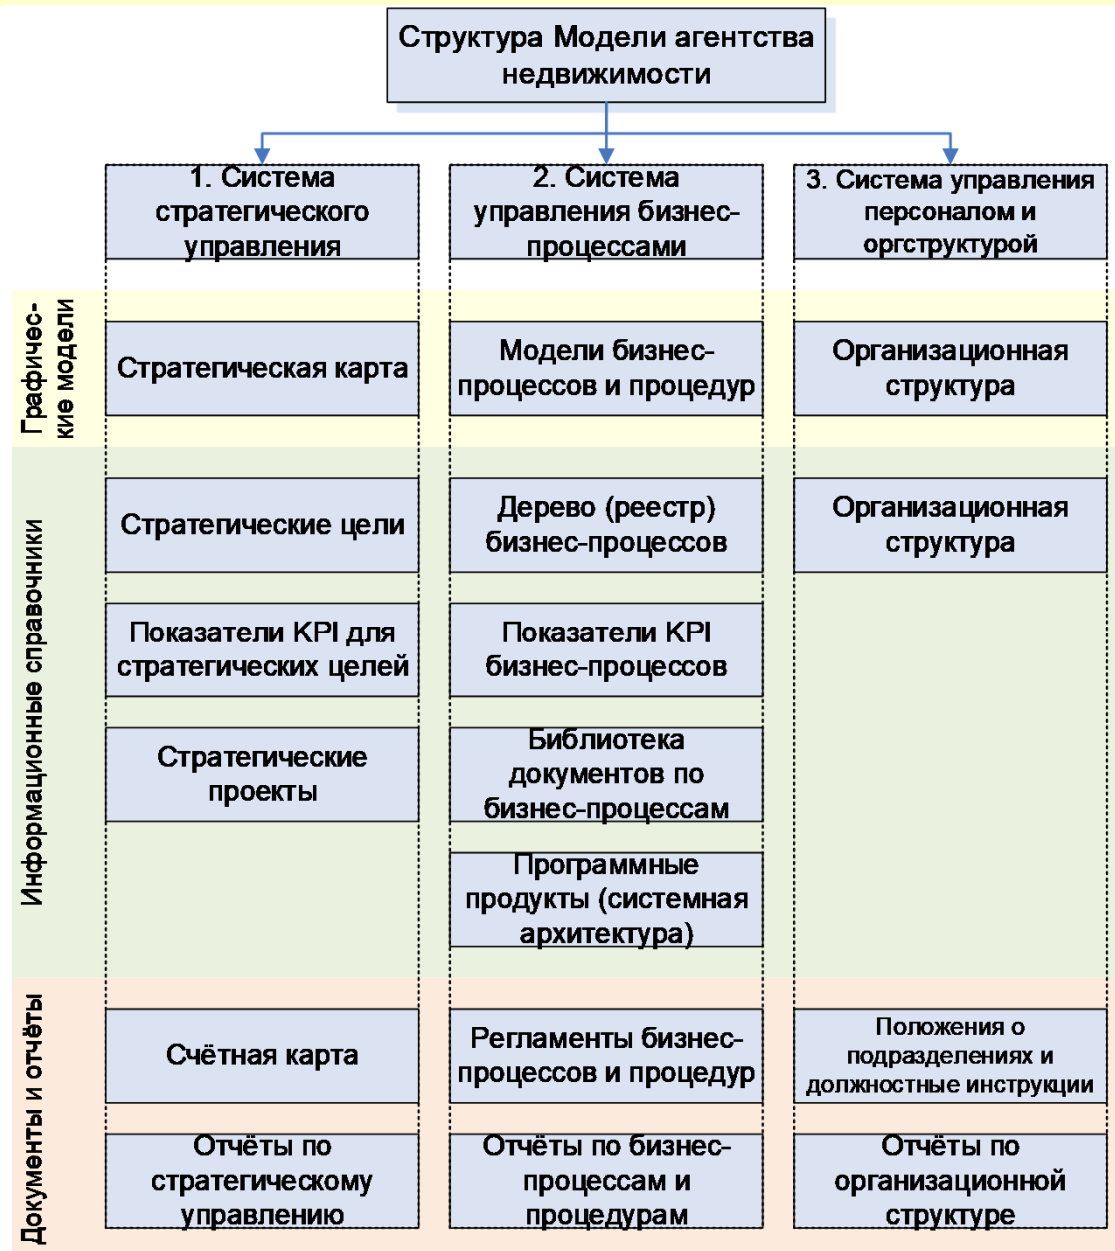 Структура Модели агентства
недвижимости
1. Система
стратегического
управления
2. Система
управления бизнес-
процессами
3. Система управления
персоналом и
оргструктурой
Графичес-
кие модели
Стратегическая карта
Модели бизнес-
процессов и процедур
Организационная
структура
Информационные справочники
Стратегические цели
Дерево (реестр)
бизнес-процессов
Организационная
структура
Показатели KPI для
стратегических целей
Показатели KPI
бизнес-процессов
Стратегические
проекты
Библиотека
документов по
бизнес-процессам
Программные
продукты (системная
архитектура)
Документы и отчёты
Счётная карта
Регламенты бизнес-
процессов и процедур
Положения о
подразделениях и
должностные инструкции
Отчёты по
стратегическому
управлению
Отчёты по бизнес-
процессам и
процедурам
Отчёты по
организационной
структуре